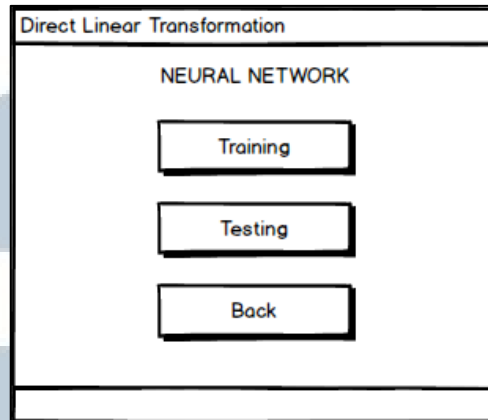 Direct Linear Transformation
NEURAL NETWORK
Training
Testing
Back